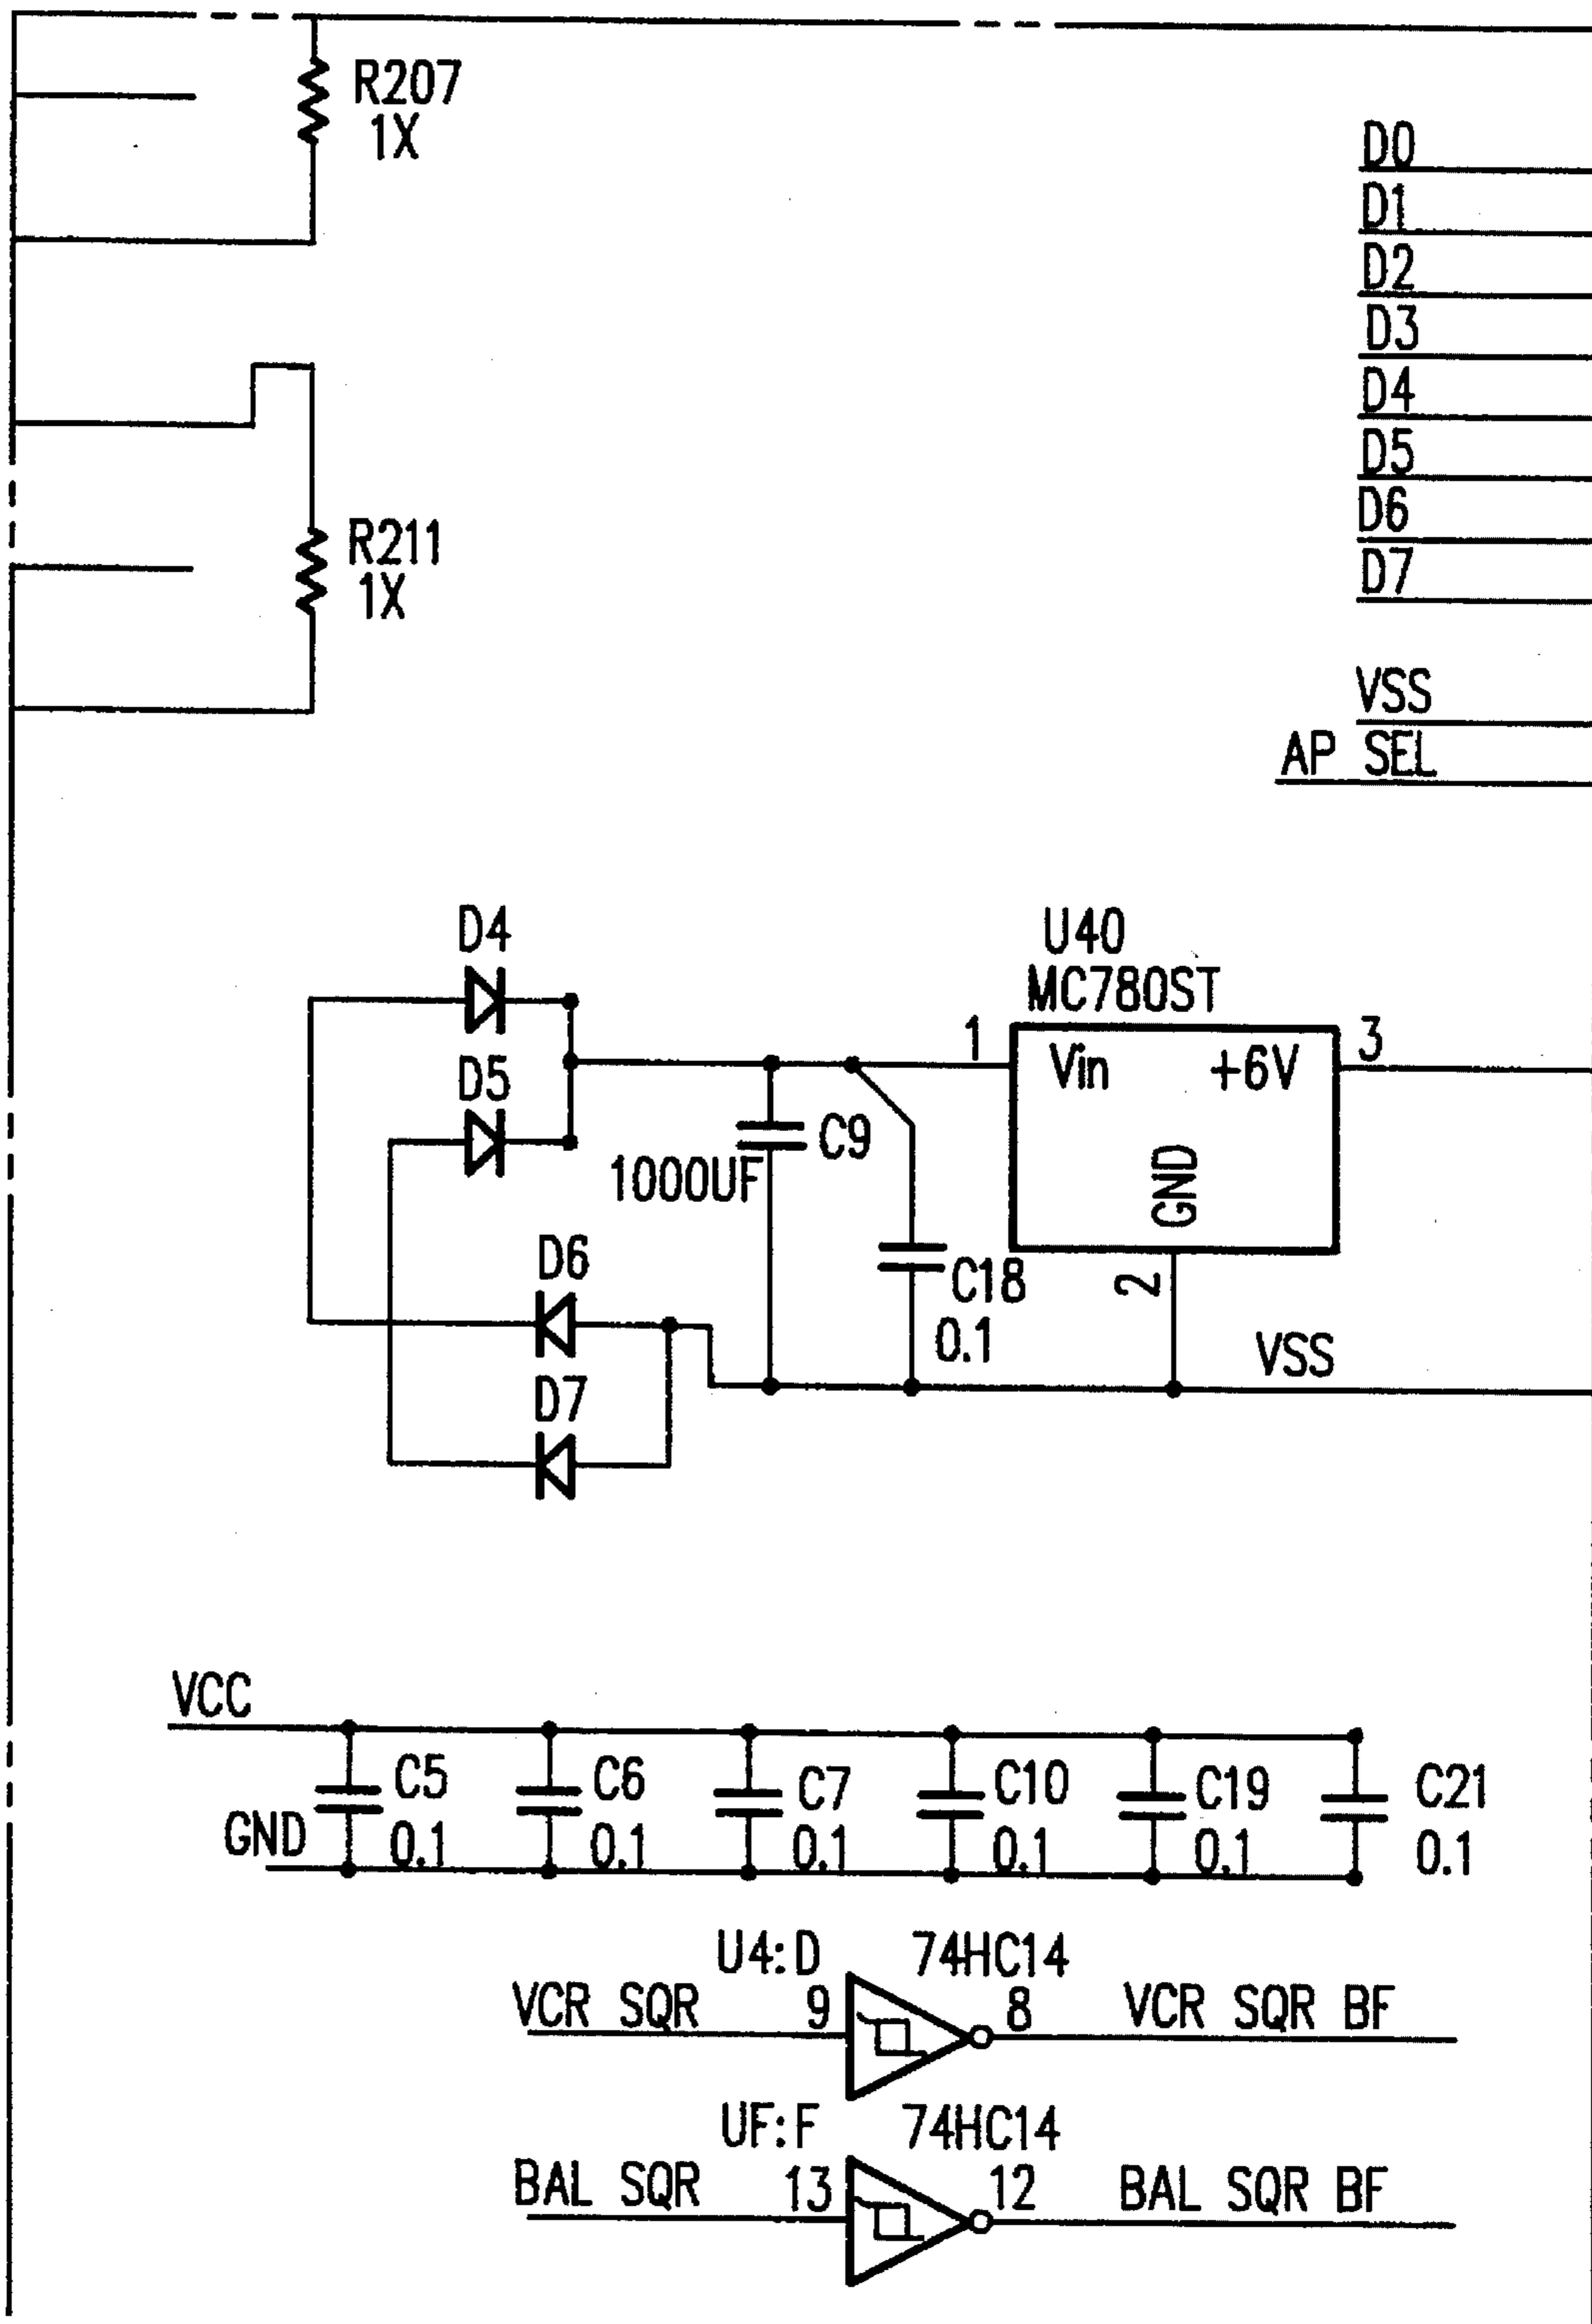 R207
1X
D0
D1
D2
D3
D4
D5
D6
D7
R211
1X
VSS
AP SEL
D4
U40
MC780ST
1
Vin
+6V
3
D5
C9
1000UF
GND
D6
C18
2
0.1
VSS
D7
VCC
C5
C6
C7
C10
C19
C21
GND
0.1
0.1
0.1
0.1
0.1
0.1
U4:D
74HC14
VCR SQR
9
8
VCR SQR BF
UF:F
74HC14
BAL SQR
13
12
BAL SQR BF